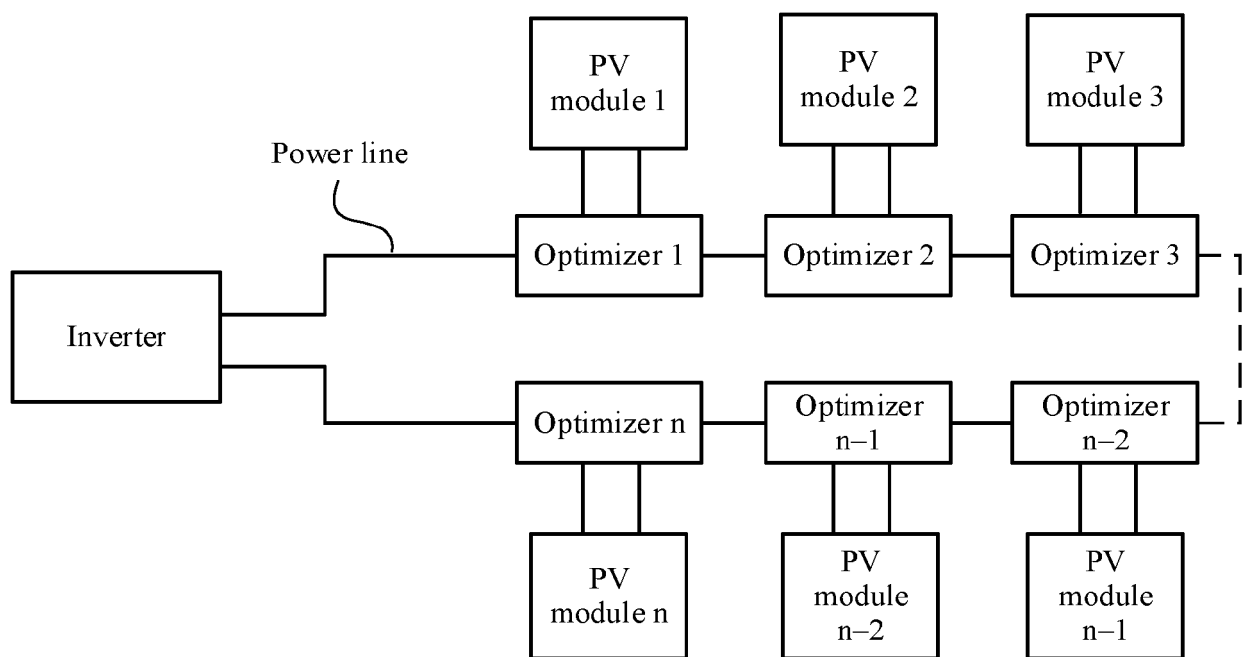 PV
module 1
PV
module 2
PV
module 3
Power line
Optimizer 1
Optimizer 2
Optimizer 3
Inverter
Optimizer n
Optimizer
n–1
Optimizer
n–2
PV
module n
PV
module
n–2
PV
module
n–1